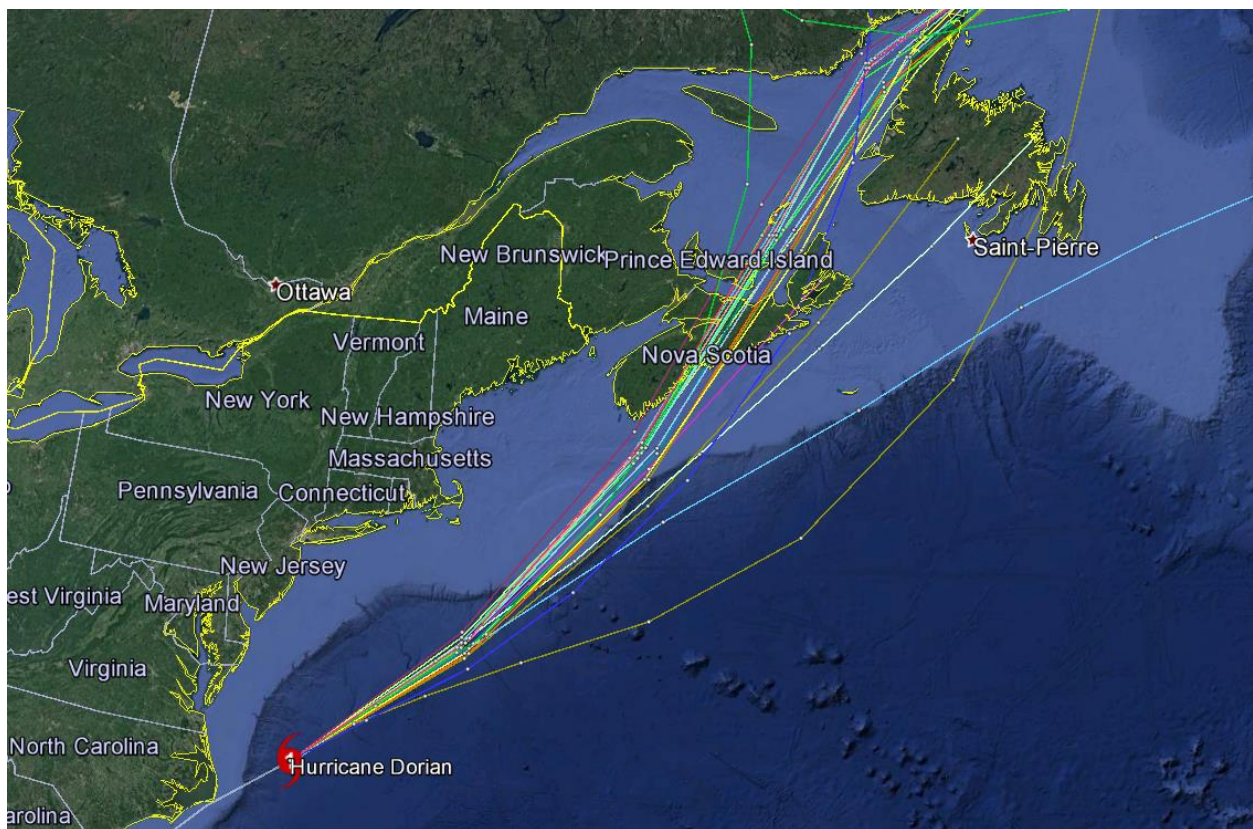 New Brunswick
Prince Edward Island
Saint-Pierre
Ottawa
Maine
Vermont
Nova Scotia
New York
New Hampshire
Massachusetts
Pennsylvania
Connecticut
New Jersey
est Virginia
Maryland
Virginia
North Carolina
Hurricane Dorian
arolina